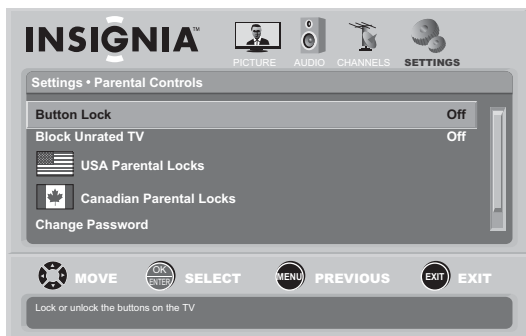 INSIGNIA™
PICTURE AUDIO CHANNELS SETTINGS
Settings • Parental Controls
Button Lock Off
Block Unrated TV Off
USA Parental Locks
Canadian Parental Locks
Change Password
MOVE OK ENTER SELECT MENU PREVIOUS EXIT EXIT
Lock or unlock the buttons on the TV